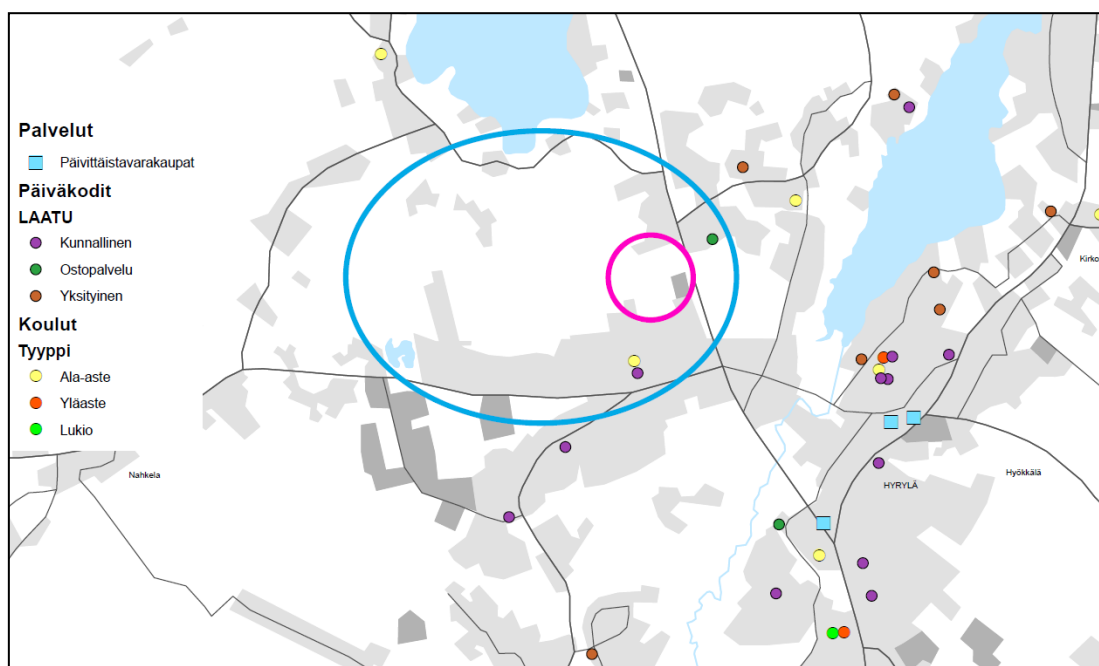 Palvelut
Päivittäistavarakaupat
Päiväkodit
LAATU
Kunnallinen
Ostopalvelu
Yksityinen
Koulut
Tyyppi
Ala-aste
Yläaste
Lukio
Kirko
Nahkela
Hyökkälä
HYRYLÄ